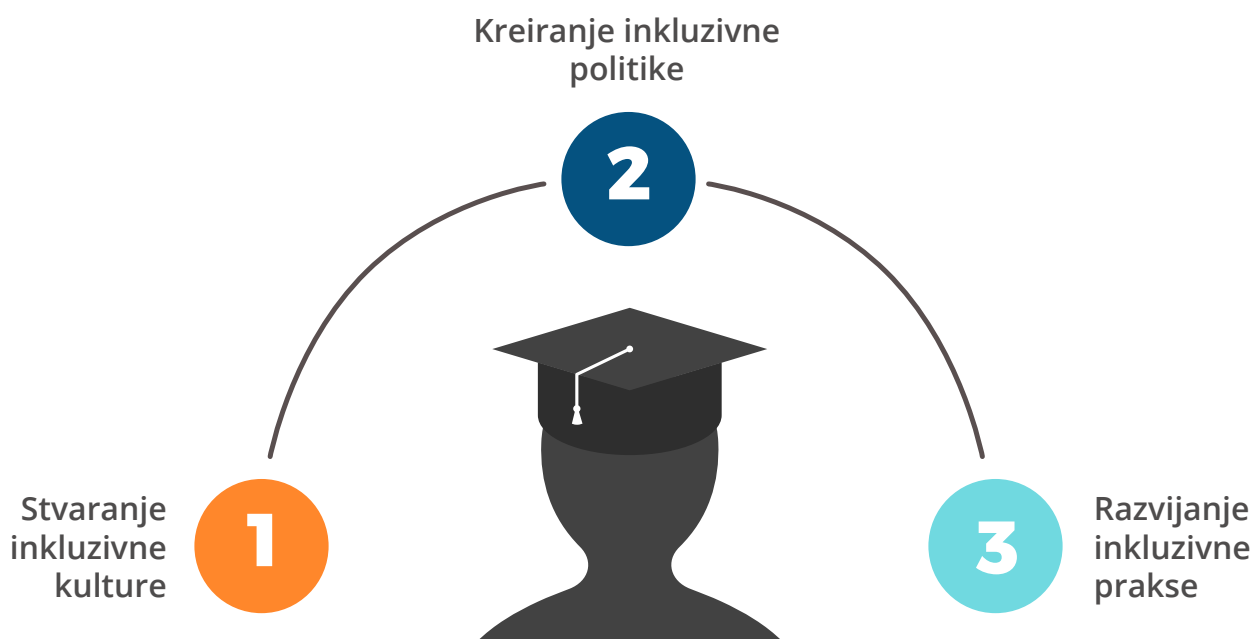 Kreiranje inkluzivne
politike
2
Stvaranje
inkluzivne
kulture
1
3
Razvijanje
inkluzivne
prakse